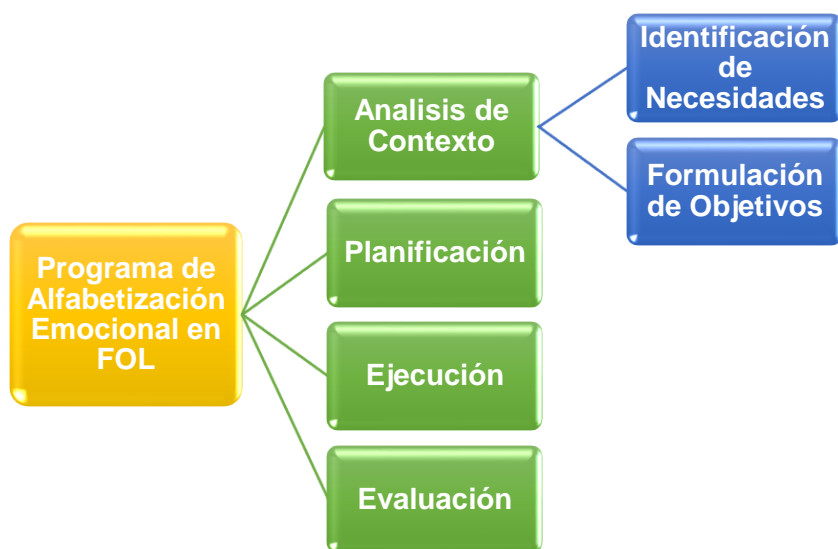 Programa de
Alfabetización
Emocional en
FOL
Analisis de
Contexto
Identificación
de
Necesidades
Formulación
de Objetivos
Planificación
Ejecución
Evaluación